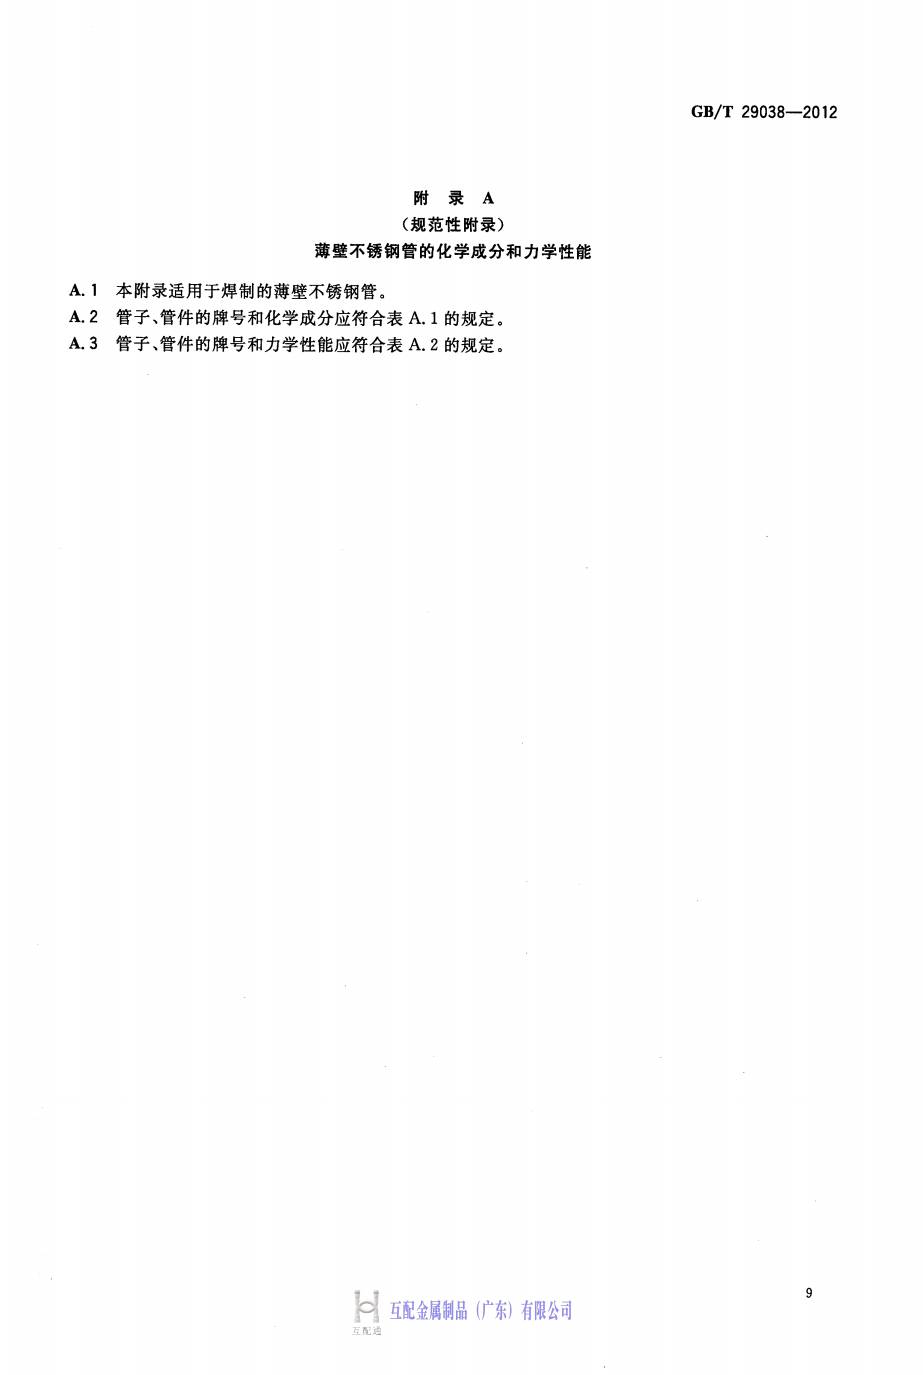 GB/T 29038—2012
附 录 A
（规范性附录）
薄壁不锈钢管的化学成分和力学性能
A.1 本附录适用于焊制的薄壁不锈钢管。
A.2 管子、管件的牌号和化学成分应符合表 A.1 的规定。
A.3 管子、管件的牌号和力学性能应符合表 A.2 的规定。
9
互配金属制品（广东）有限公司
互配通